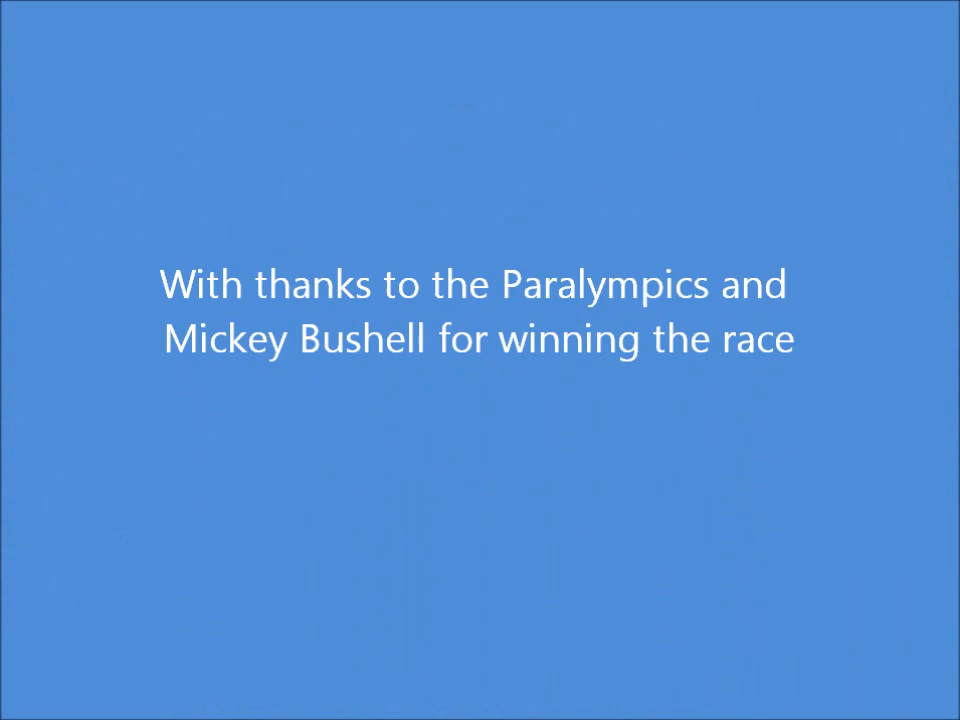 With thanks to the Paralympics and
Mickey Bushell for winning the race